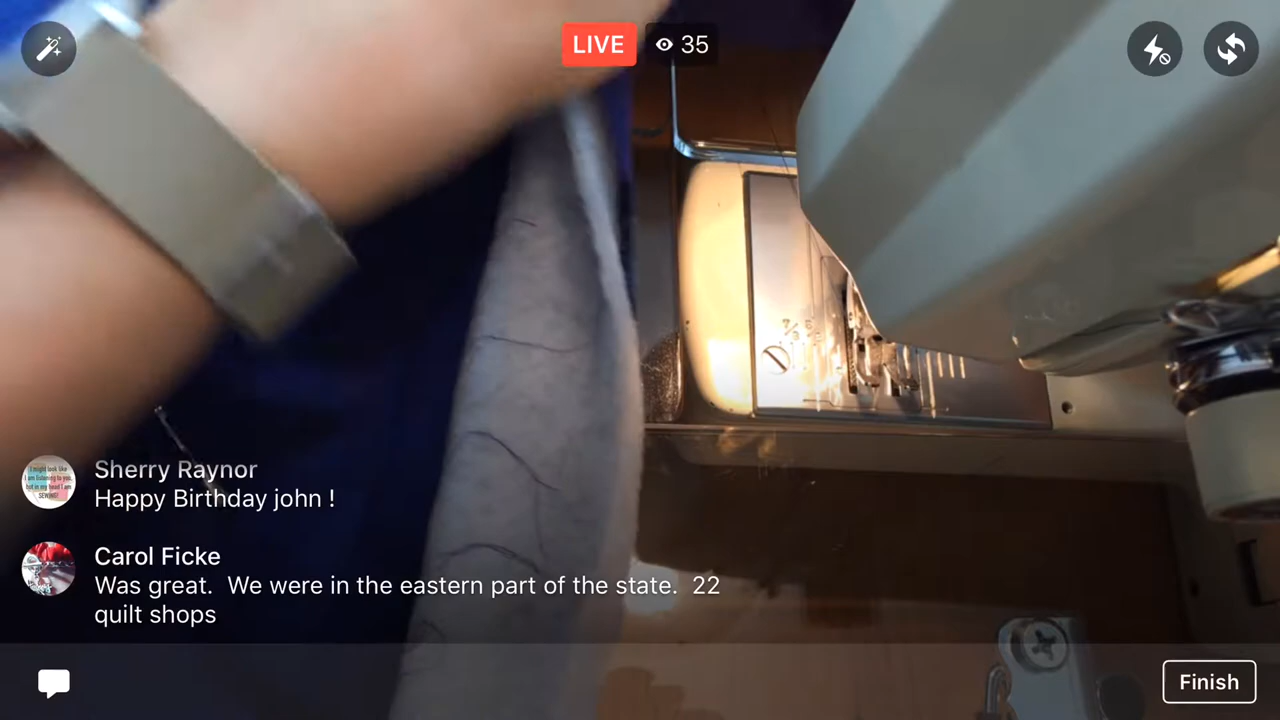 LIVE 35
Sherry Raynor
Happy Birthday john !
Carol Ficke
Was great. We were in the eastern part of the state. 22
quilt shops
Finish